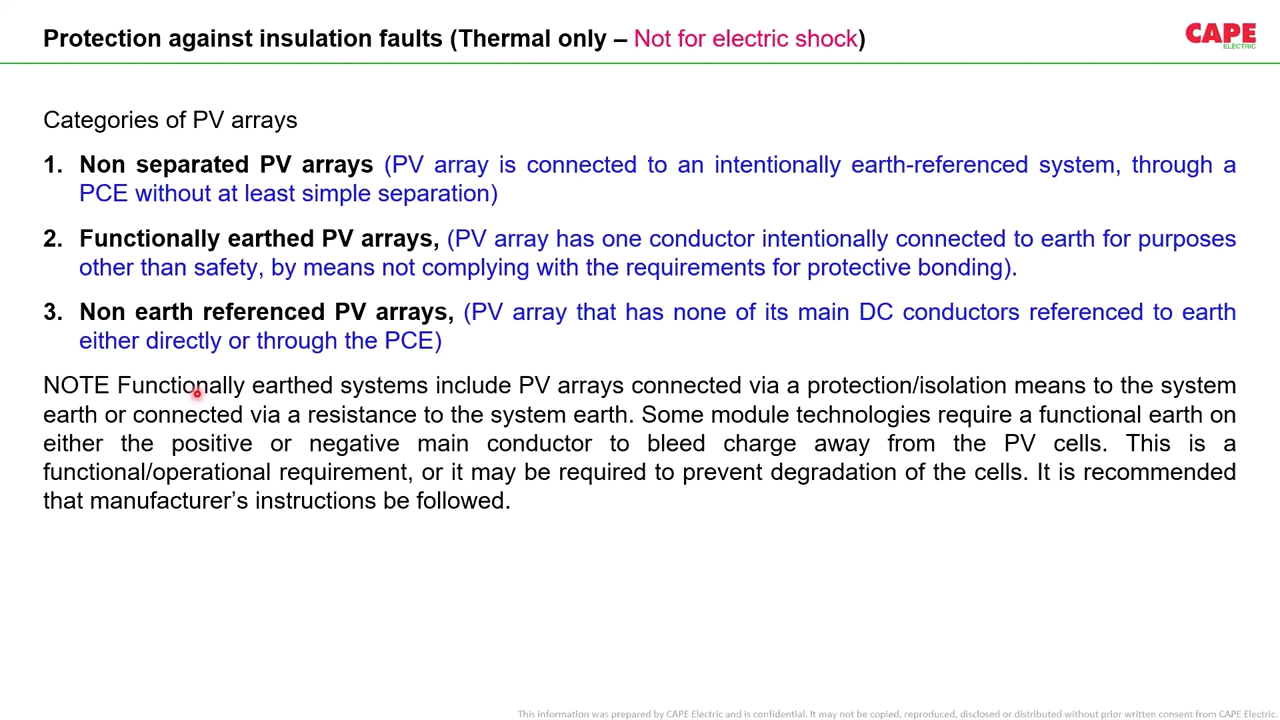 Protection against insulation faults (Thermal only – Not for electric shock)
CAPE
ELECTRIC
Categories of PV arrays
1. Non separated PV arrays (PV array is connected to an intentionally earth-referenced system, through a
PCE without at least simple separation)
2. Functionally earthed PV arrays, (PV array has one conductor intentionally connected to earth for purposes
other than safety, by means not complying with the requirements for protective bonding).
3. Non earth referenced PV arrays, (PV array that has none of its main DC conductors referenced to earth
either directly or through the PCE)
NOTE Functionally earthed systems include PV arrays connected via a protection/isolation means to the system
earth or connected via a resistance to the system earth. Some module technologies require a functional earth on
either the positive or negative main conductor to bleed charge away from the PV cells. This is a
functional/operational requirement, or it may be required to prevent degradation of the cells. It is recommended
that manufacturer’s instructions be followed.
This information was prepared by CAPE Electric and is confidential. It may not be copied, reproduced, disclosed or distributed without prior written consent from CAPE Electric.